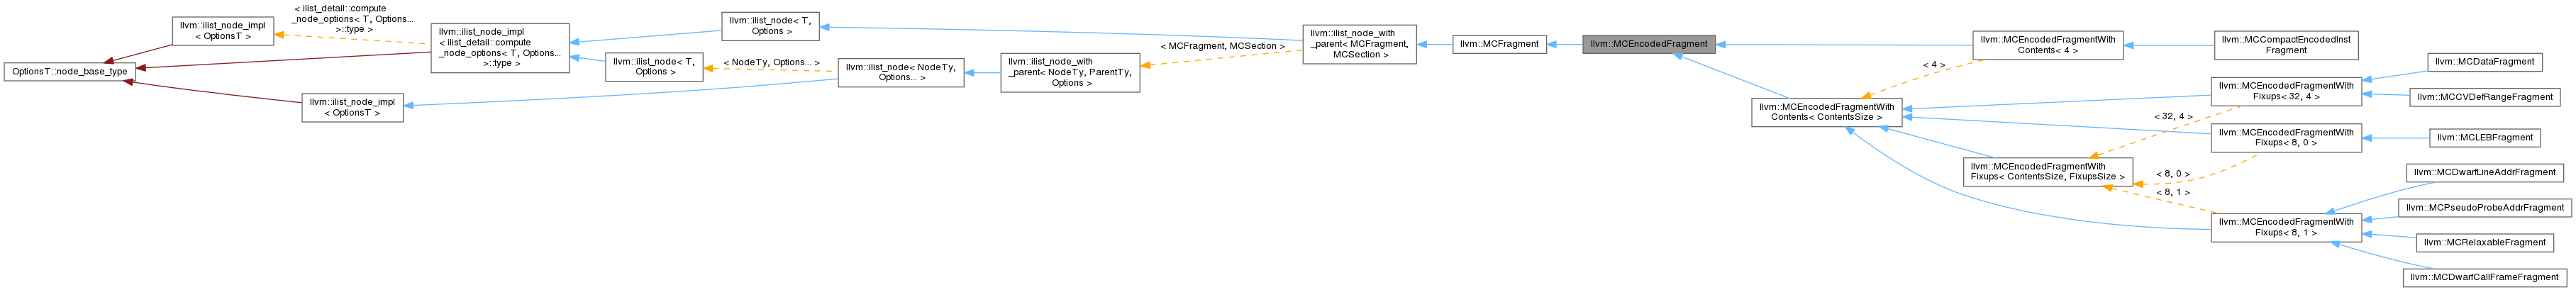 OptionsT::node_base_type
llvm::ilist_node_impl
< OptionsT >
< ilist_detail::compute
_node_options< T, Options...
>::type >
llvm::ilist_node_impl
< ilist_detail::compute
_node_options< T, Options...
>::type >
llvm::ilist_node_impl
< OptionsT >
llvm::ilist_node< T,
Options >
llvm::ilist_node< T,
Options >
< NodeTy, Options... >
llvm::ilist_node< NodeTy,
Options... >
llvm::ilist_node_with
_parent< NodeTy, ParentTy,
Options >
< MCFragment, MCSection >
llvm::ilist_node_with
_parent< MCFragment,
MCSection >
llvm::MCFragment
llvm::MCEncodedFragment
llvm::MCEncodedFragmentWith
Contents< ContentsSize >
< 4 >
llvm::MCEncodedFragmentWith
Contents< 4 >
llvm::MCCompactEncodedInst
Fragment
llvm::MCEncodedFragmentWith
Fixups< ContentsSize, FixupsSize >
< 32, 4 >
< 8, 0 >
< 8, 1 >
llvm::MCEncodedFragmentWith
Fixups< 32, 4 >
llvm::MCEncodedFragmentWith
Fixups< 8, 0 >
llvm::MCEncodedFragmentWith
Fixups< 8, 1 >
llvm::MCDataFragment
llvm::MCCVDefRangeFragment
llvm::MCLEBFragment
llvm::MCDwarfLineAddrFragment
llvm::MCPseudoProbeAddrFragment
llvm::MCRelaxableFragment
llvm::MCDwarfCallFrameFragment